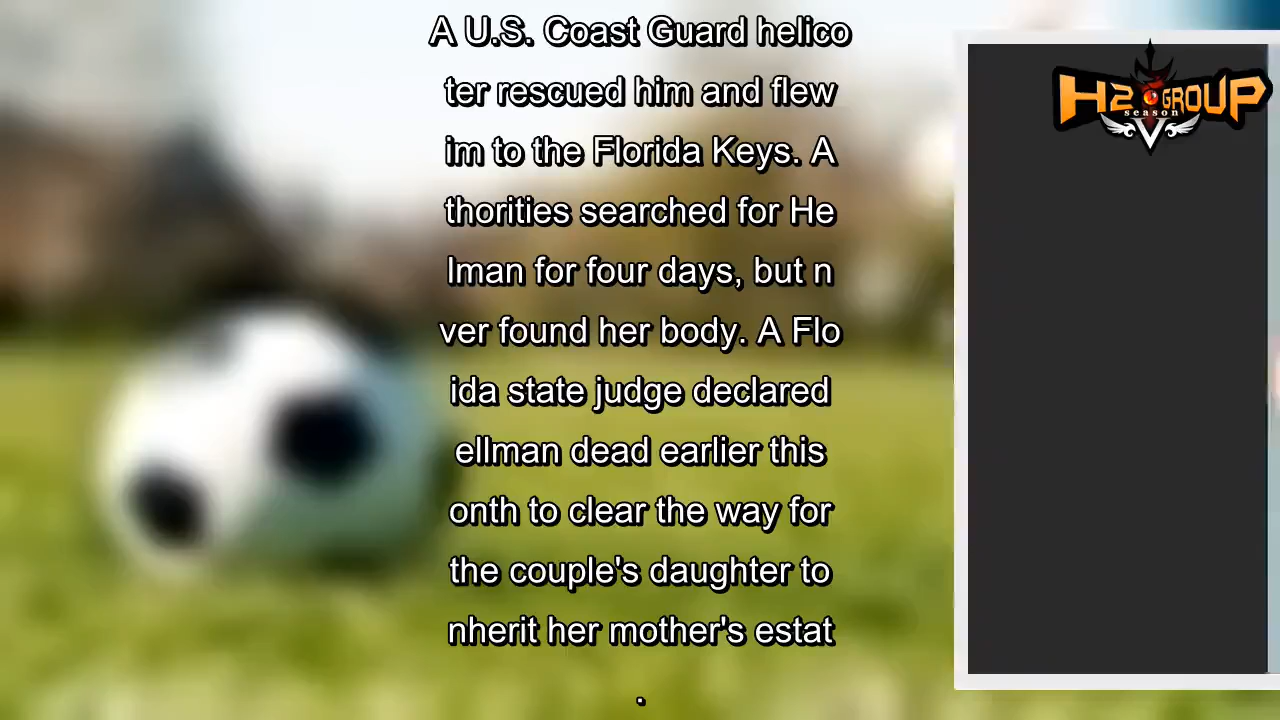 A U.S. Coast Guard helico
ter rescued him and flew
im to the Florida Keys. A
thorities searched for He
lman for four days, but n
ver found her body. A Flo
ida state judge declared
ellman dead earlier this
onth to clear the way for
the couple's daughter to
nherit her mother's estat
.
H2 GROUP
season
V